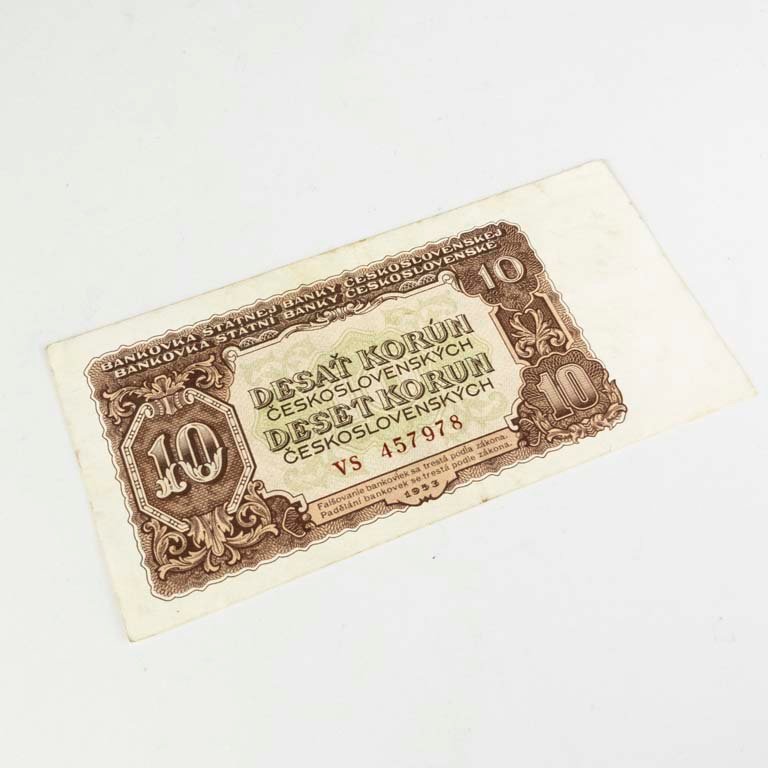 BANKOVKA STÁTNEJ BANKY ČESKOSLOVENSKEJ
BANKOVKA STÁTNÍ BANKY ČESKOSLOVENSKÉ
10
DESAŤ KORÚN
ČESKOSLOVENSKÝCH
DESET KORUN
ČESKOSLOVENSKÝCH
10
10
VS 457978
Falšovanie bankoviek sa trestá podľa zákona.
Padělání bankovek se trestá podle zákona.
1953